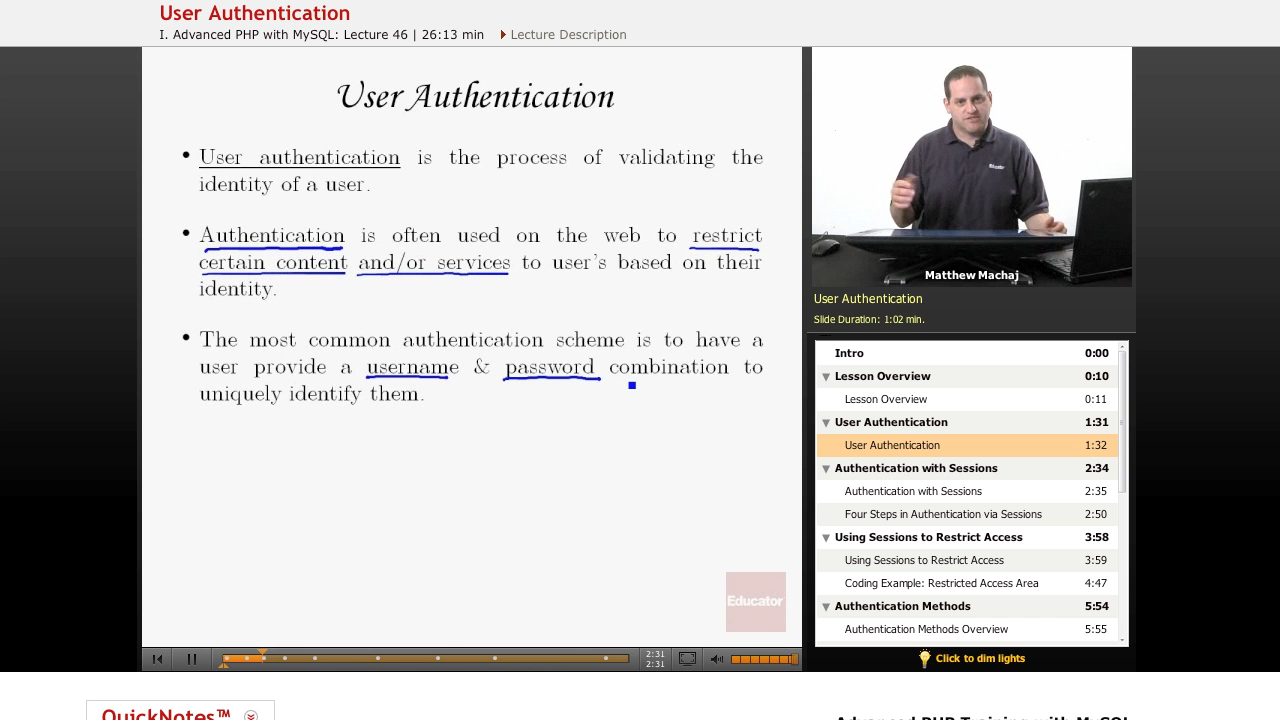 User Authentication
I. Advanced PHP with MySQL: Lecture 46 | 26:13 min Lecture Description
User Authentication
• User authentication is the process of validating the
identity of a user.
• Authentication is often used on the web to restrict
certain content and/or services to user's based on their
identity.
• The most common authentication scheme is to have a
user provide a username & password combination to
uniquely identify them.
Educator
2:31
2:31
Matthew Machaj
User Authentication
Slide Duration: 1:02 min.
Intro 0:00
Lesson Overview 0:10
Lesson Overview 0:11
User Authentication 1:31
User Authentication 1:32
Authentication with Sessions 2:34
Authentication with Sessions 2:35
Four Steps in Authentication via Sessions 2:50
Using Sessions to Restrict Access 3:58
Using Sessions to Restrict Access 3:59
Coding Example: Restricted Access Area 4:47
Authentication Methods 5:54
Authentication Methods Overview 5:55
Click to dim lights
QuickNotes™
Advanced PHP Training with MySQL